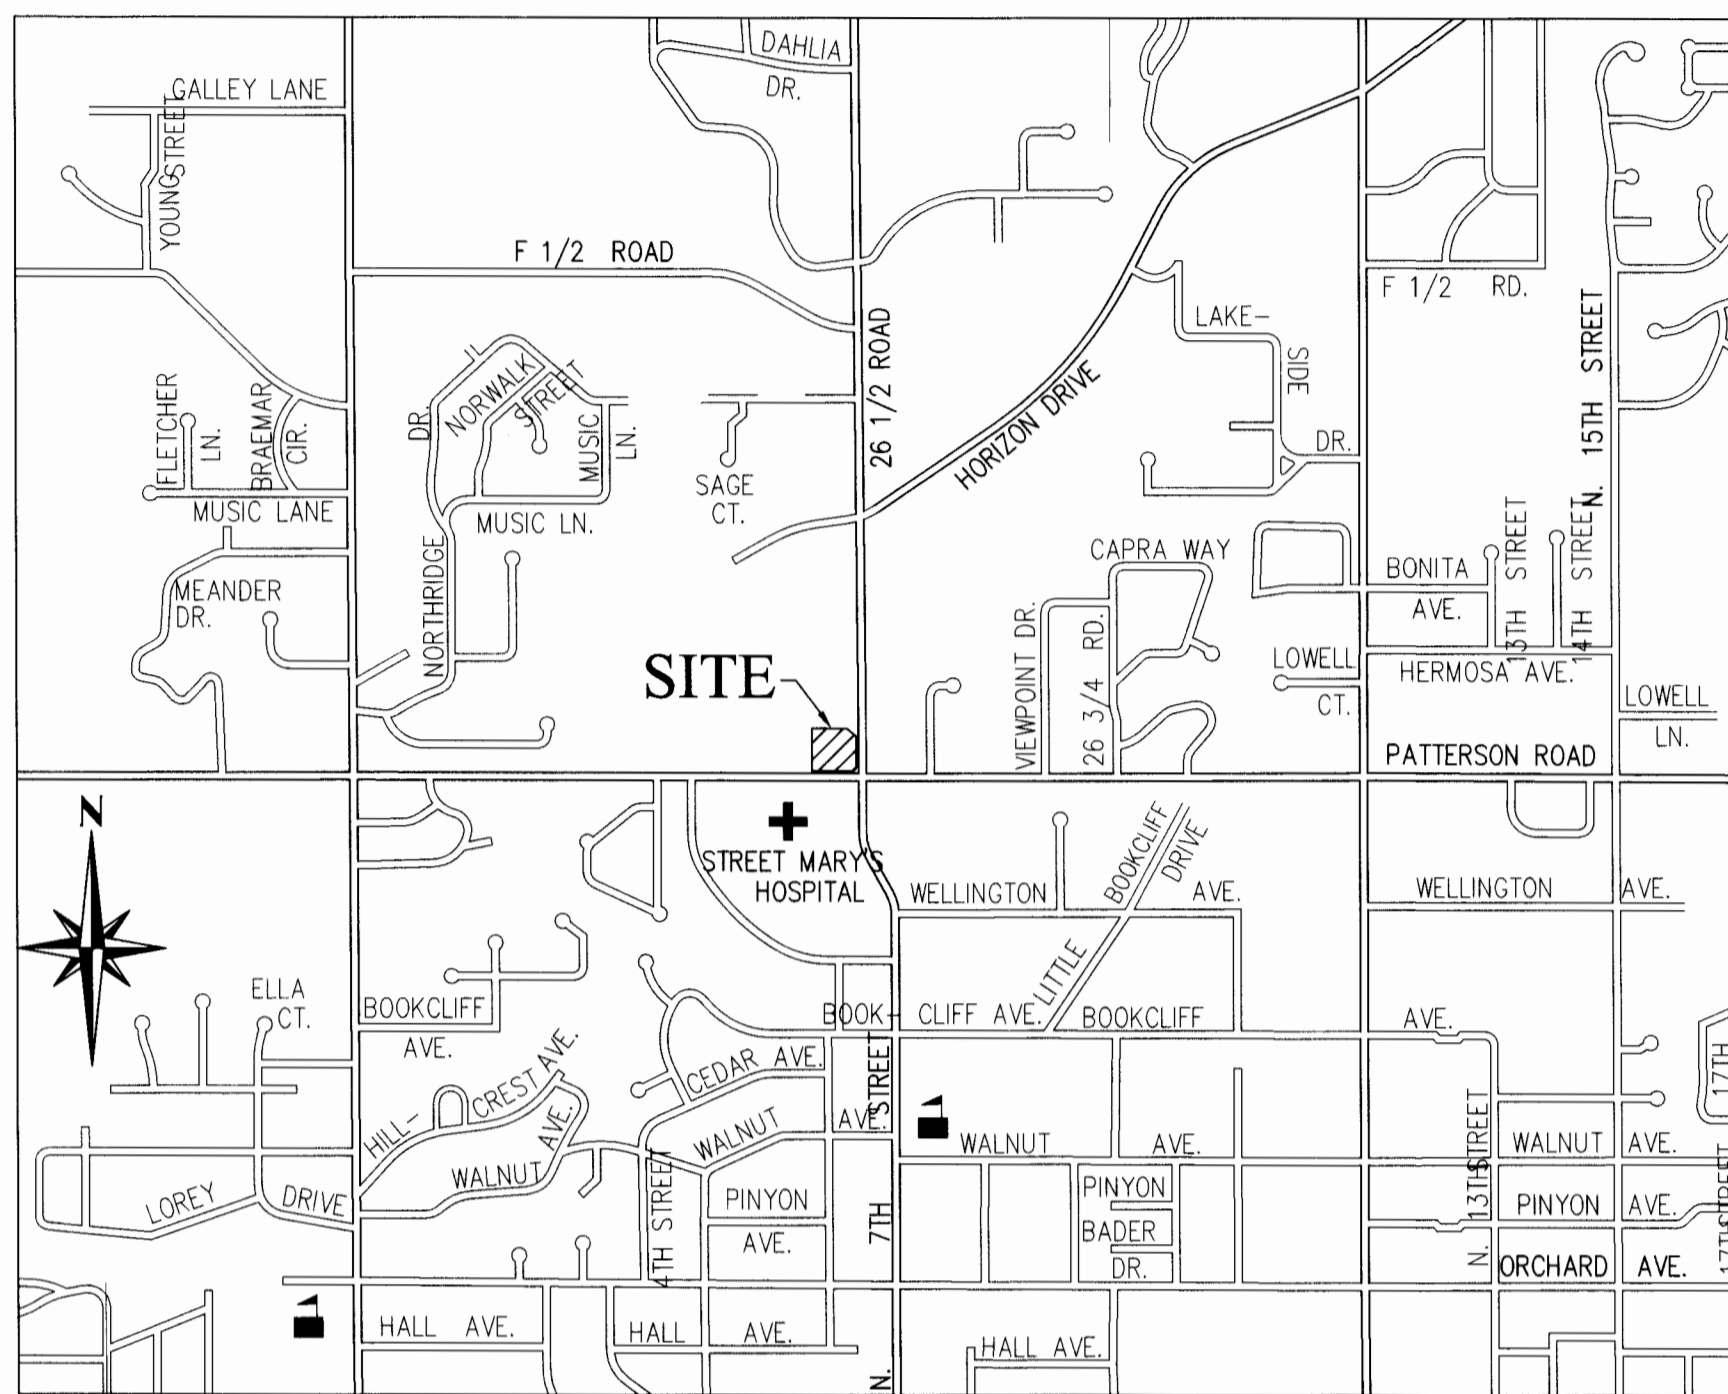 DAHLIA
DR.
GALLEY LANE
YOUNG STREET
F 1/2 ROAD
F 1/2 RD.
LAKE-
SIDE
DR.
26 1/2 ROAD
HORIZON DRIVE
N. 15TH STREET
NORWALK
STREET
DR.
NORTHRIDGE
MUSIC
LN.
MUSIC LN.
FLETCHER
LN.
BRAEMAR
CIR.
MUSIC LANE
SAGE
CT.
MEANDER
DR.
CAPRA WAY
VIEWPOINT DR.
26 3/4 RD.
BONITA
AVE.
13TH STREET
14TH STREET
HERMOSA AVE.
LOWELL
CT.
LOWELL
LN.
SITE
PATTERSON ROAD
N
STREET MARY'S
HOSPITAL
WELLINGTON
AVE.
BOOKCLIFF
DRIVE
LITTLE
WELLINGTON
AVE.
ELLA
CT.
BOOKCLIFF
AVE.
BOOK-
CLIFF AVE.
BOOKCLIFF
AVE.
HILL-
CREST AVE.
CEDAR AVE.
WALNUT
AVE.
WALNUT
AVE.
WALNUT
AVE.
WALNUT
AVE.
LOREY
DRIVE
4TH STREET
PINYON
AVE.
N.
7TH
STREET
PINYON
BADER
DR.
N. 13TH STREET
PINYON
AVE.
17TH
17TH STREET
ORCHARD AVE.
HALL AVE.
HALL
AVE.
HALL AVE.